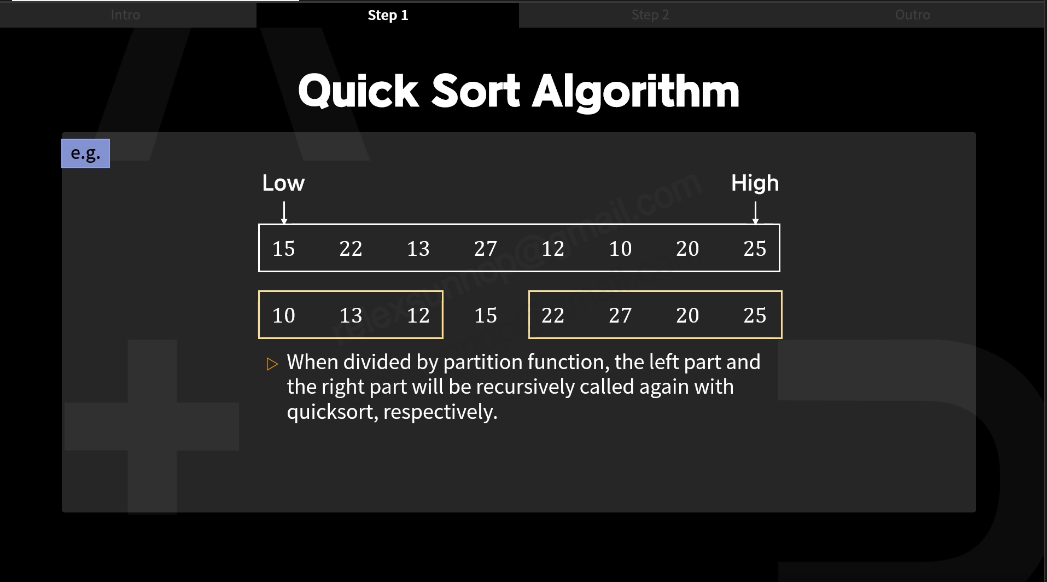 Intro Step 1 Step 2 Outro
Quick Sort Algorithm
e.g.
Low High
15 22 13 27 12 10 20 25
10 13 12 15 22 27 20 25
When divided by partition function, the left part and
the right part will be recursively called again with
quicksort, respectively.